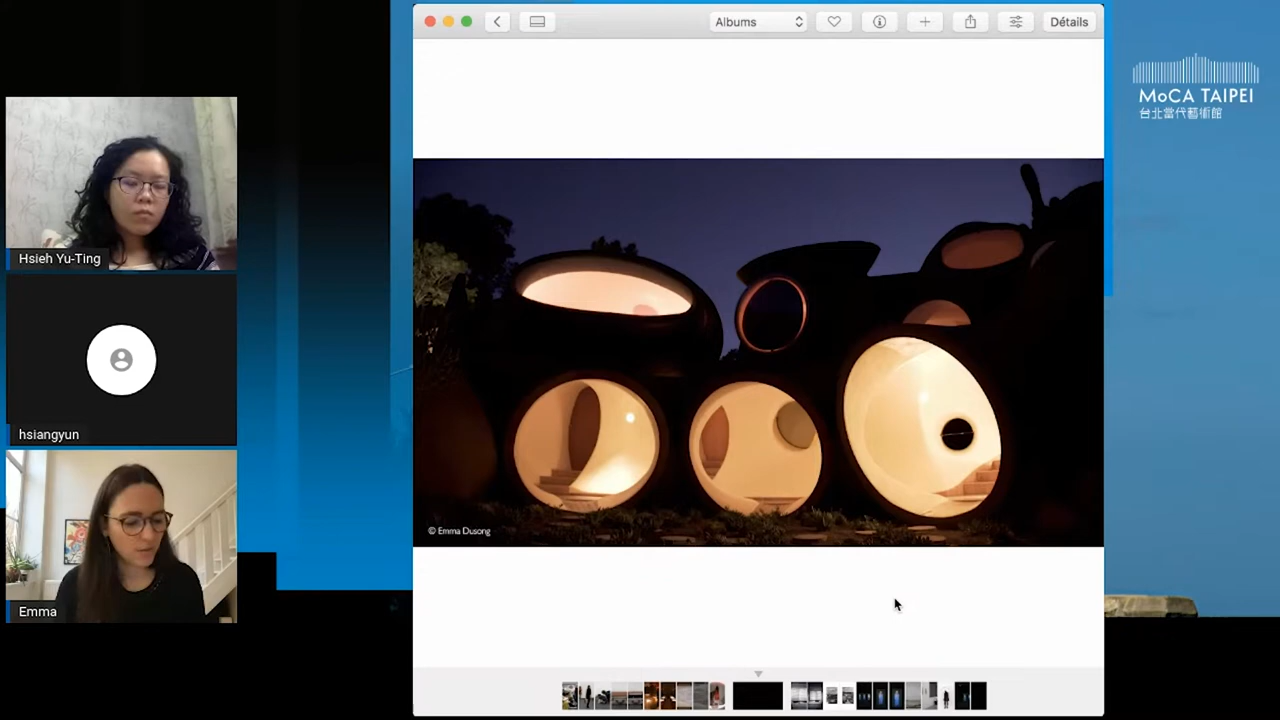 Albums
Détails
MoCA TAIPEI
台北當代藝術館
Hsieh Yu-Ting
hsiangyun
© Emma Dusong
Emma